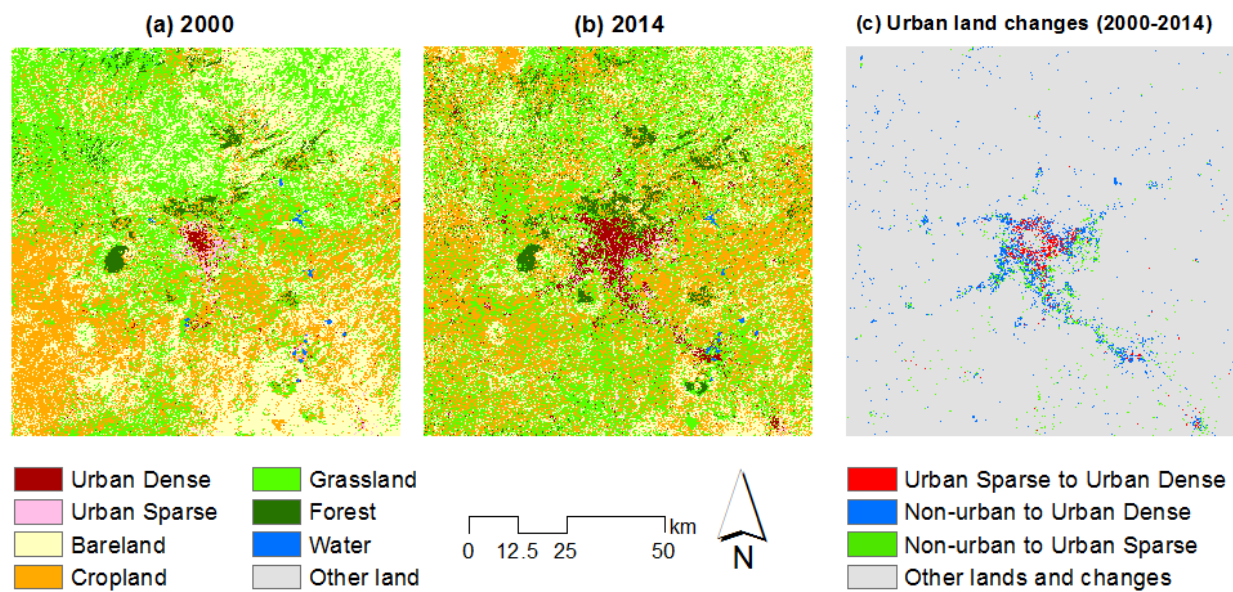 (a) 2000
(b) 2014
(c) Urban land changes (2000-2014)
Urban Dense
Urban Sparse
Bareland
Cropland
Grassland
Forest
Water
Other land
km
0 12.5 25 50
N
Urban Sparse to Urban Dense
Non-urban to Urban Dense
Non-urban to Urban Sparse
Other lands and changes